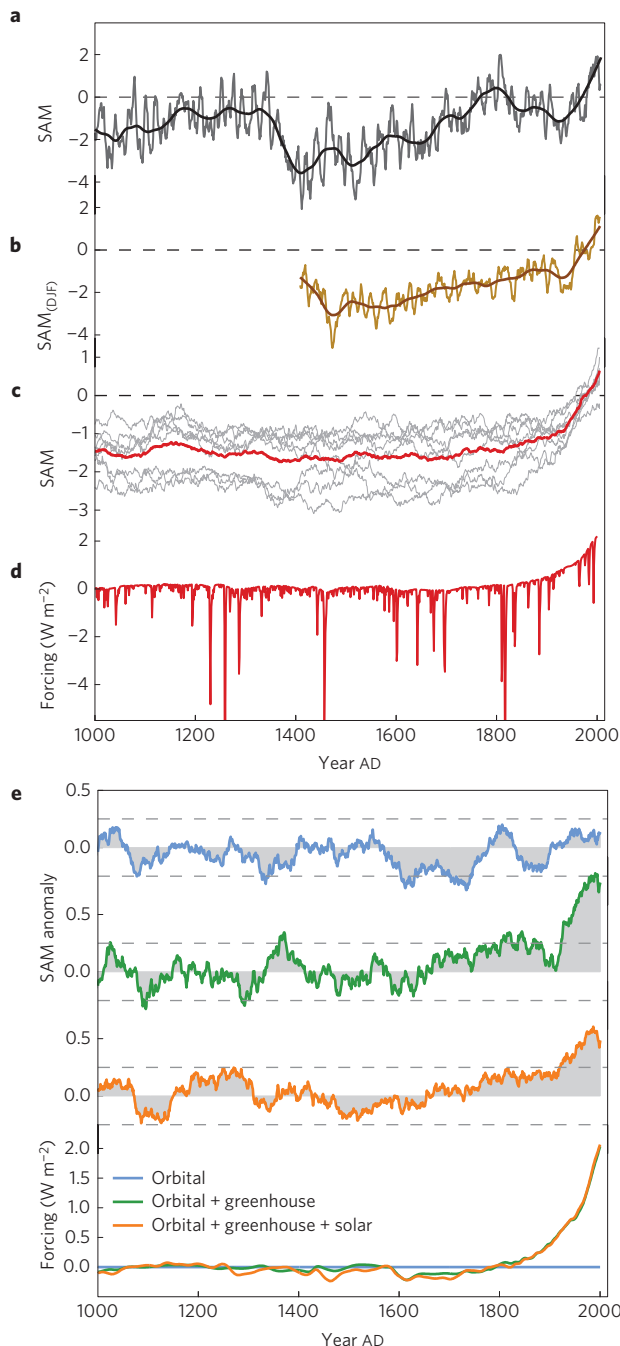 a
2
0
−2
−4
SAM
2
b
0
−2
−4
SAM(DJF)
1
c
0
−1
−2
−3
SAM
2
d
0
−2
−4
Forcing (W m−2)
1000 1200 1400 1600 1800 2000
Year AD
e
0.5
0.0
0.5
0.0
0.5
0.0
SAM anomaly
2.0
1.5
1.0
0.5
0.0
Forcing (W m−2)
Orbital
Orbital + greenhouse
Orbital + greenhouse + solar
1000 1200 1400 1600 1800 2000
Year AD